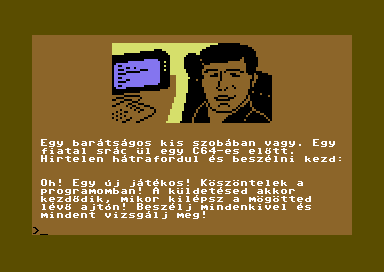 Egy barátságos kis szobában vagy. Egy
fiatal srác ül egy C64-es előtt.
Hirtelen hátrafordul és beszélni kezd:
Oh! Egy új játékos! Köszöntelek a
programomban! A küldetésed akkor
kezdődik, mikor kilépsz a mögötted
lévő ajtón! Beszélj mindenkivel és
mindent vizsgálj meg!
>_